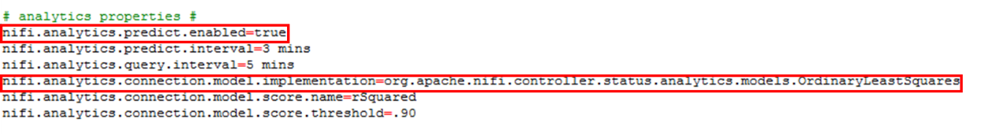 # analytics properties #
nifi.analytics.predict.enabled=true
nifi.analytics.predict.interval=3 mins
nifi.analytics.query.interval=5 mins
nifi.analytics.connection.model.implementation=org.apache.nifi.controller.status.analytics.models.OrdinaryLeastSquares
nifi.analytics.connection.model.score.name=rSquared
nifi.analytics.connection.model.score.threshold=.90